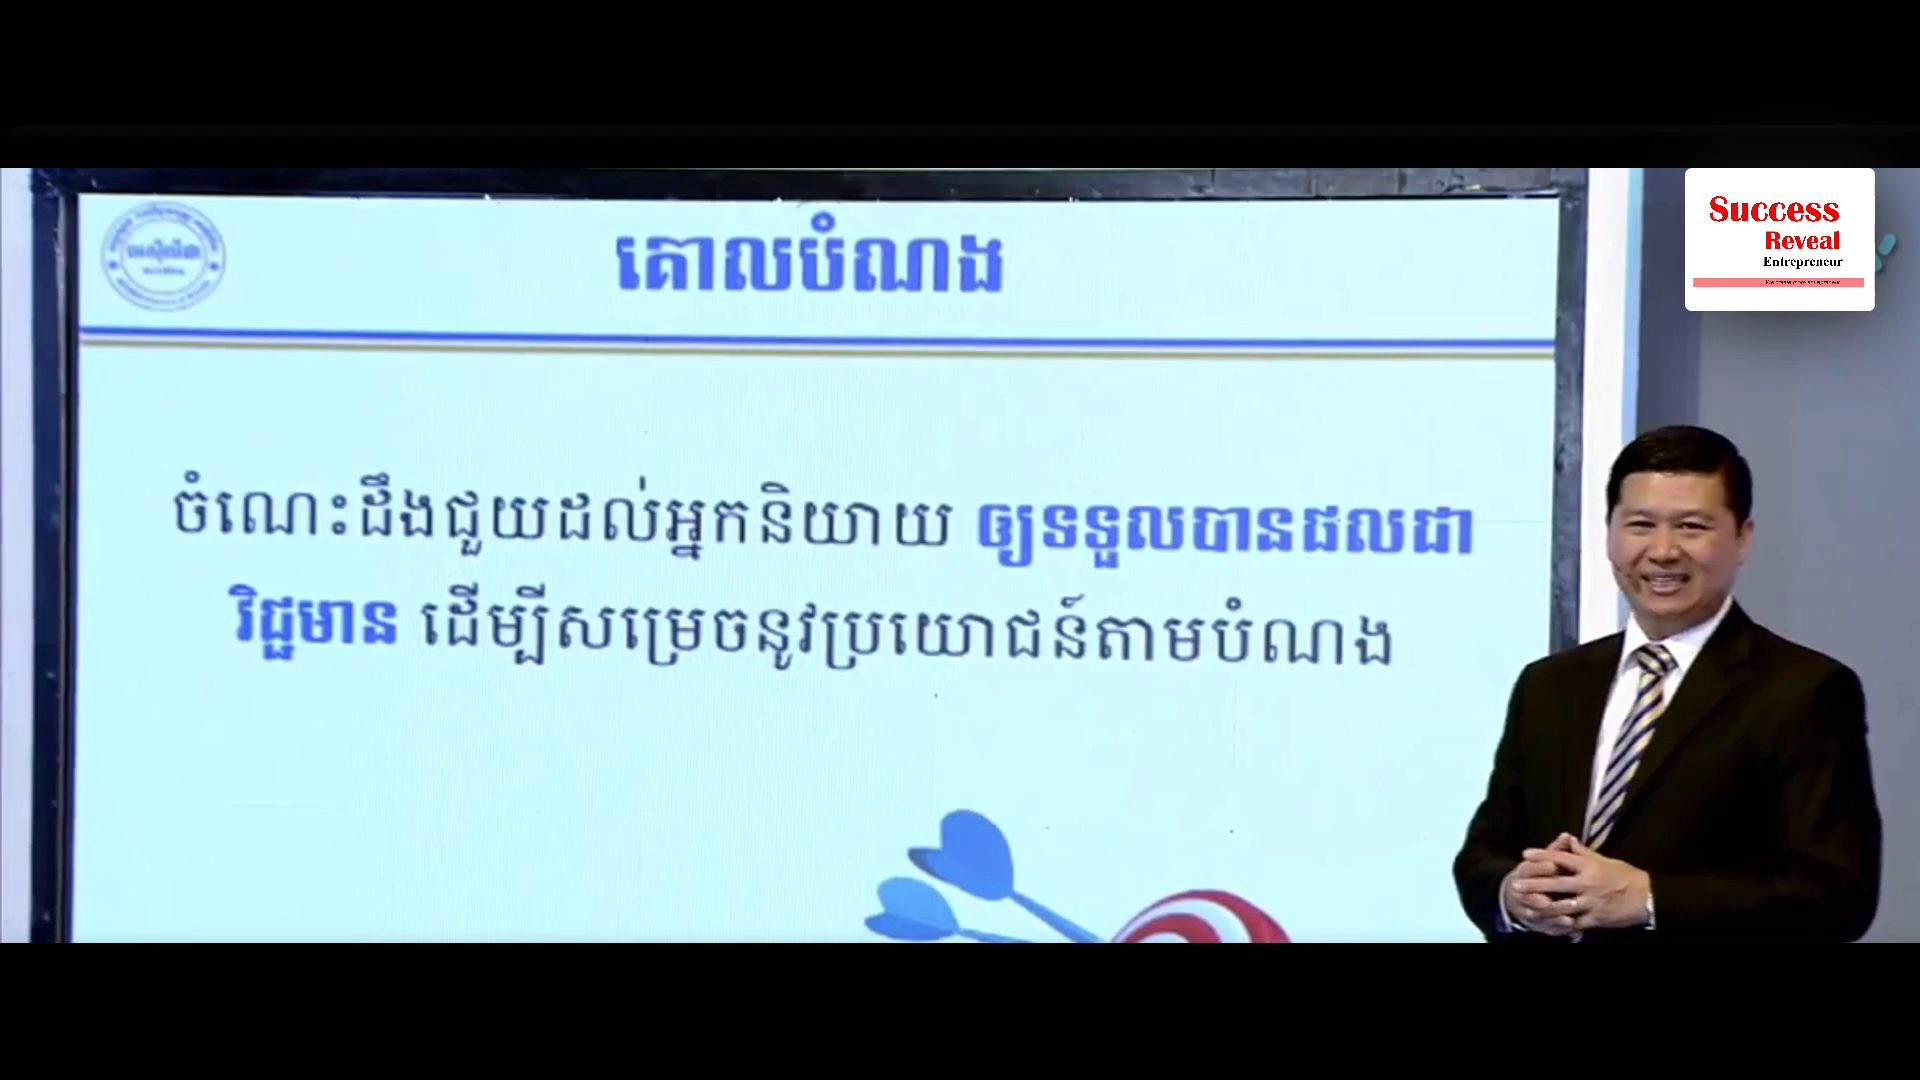 គោលបំណង
ចំណេះដឹងជួយដល់អ្នកនិយាយ ឲ្យទទួលបានផលជា
វិជ្ជមាន ដើម្បីសម្រេចនូវប្រយោជន៍តាមបំណង
Success
Reveal
Entrepreneur